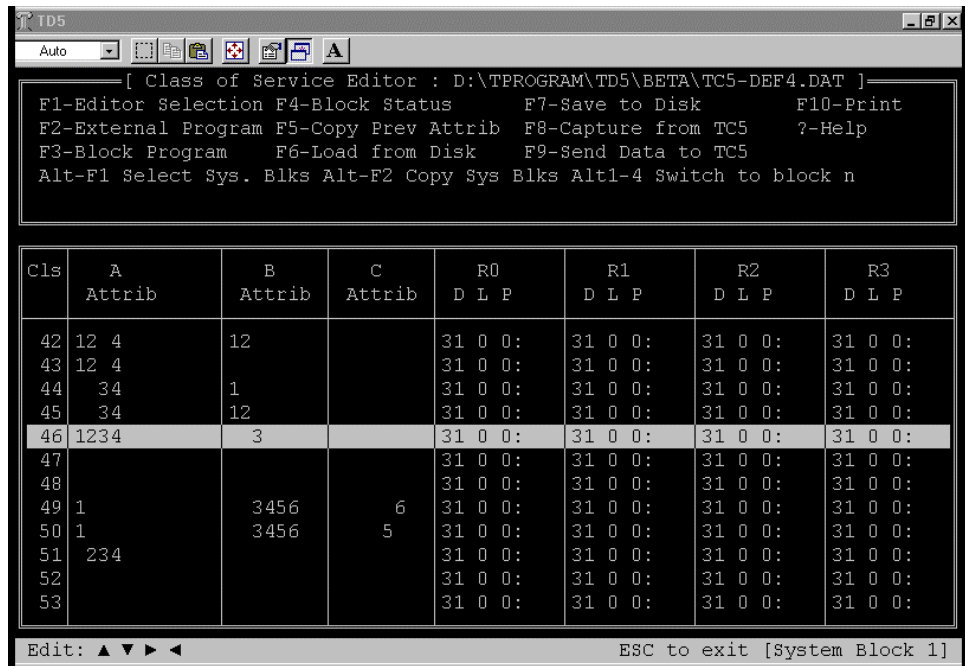 TD5
Auto A
[ Class of Service Editor : D:\TPROGRAM\TD5\BETA\TC5-DEF4.DAT ]
F1-Editor Selection F4-Block Status F7-Save to Disk F10-Print
F2-External Program F5-Copy Prev Attrib F8-Capture from TC5 ?-Help
F3-Block Program F6-Load from Disk F9-Send Data to TC5
Alt-F1 Select Sys. Blks Alt-F2 Copy Sys Blks Alt1-4 Switch to block n
Cls A B C R0 R1 R2 R3
Attrib Attrib Attrib D L P D L P D L P D L P
42 12 4 12 31 0 0: 31 0 0: 31 0 0: 31 0 0:
43 12 4 31 0 0: 31 0 0: 31 0 0: 31 0 0:
44 34 1 31 0 0: 31 0 0: 31 0 0: 31 0 0:
45 34 12 31 0 0: 31 0 0: 31 0 0: 31 0 0:
46 1234 3 31 0 0: 31 0 0: 31 0 0: 31 0 0:
47 31 0 0: 31 0 0: 31 0 0: 31 0 0:
48 31 0 0: 31 0 0: 31 0 0: 31 0 0:
49 1 3456 6 31 0 0: 31 0 0: 31 0 0: 31 0 0:
50 1 3456 5 31 0 0: 31 0 0: 31 0 0: 31 0 0:
51 234 31 0 0: 31 0 0: 31 0 0: 31 0 0:
52 31 0 0: 31 0 0: 31 0 0: 31 0 0:
53 31 0 0: 31 0 0: 31 0 0: 31 0 0:
Edit: ▲ ▼ ► ◄ ESC to exit [System Block 1]